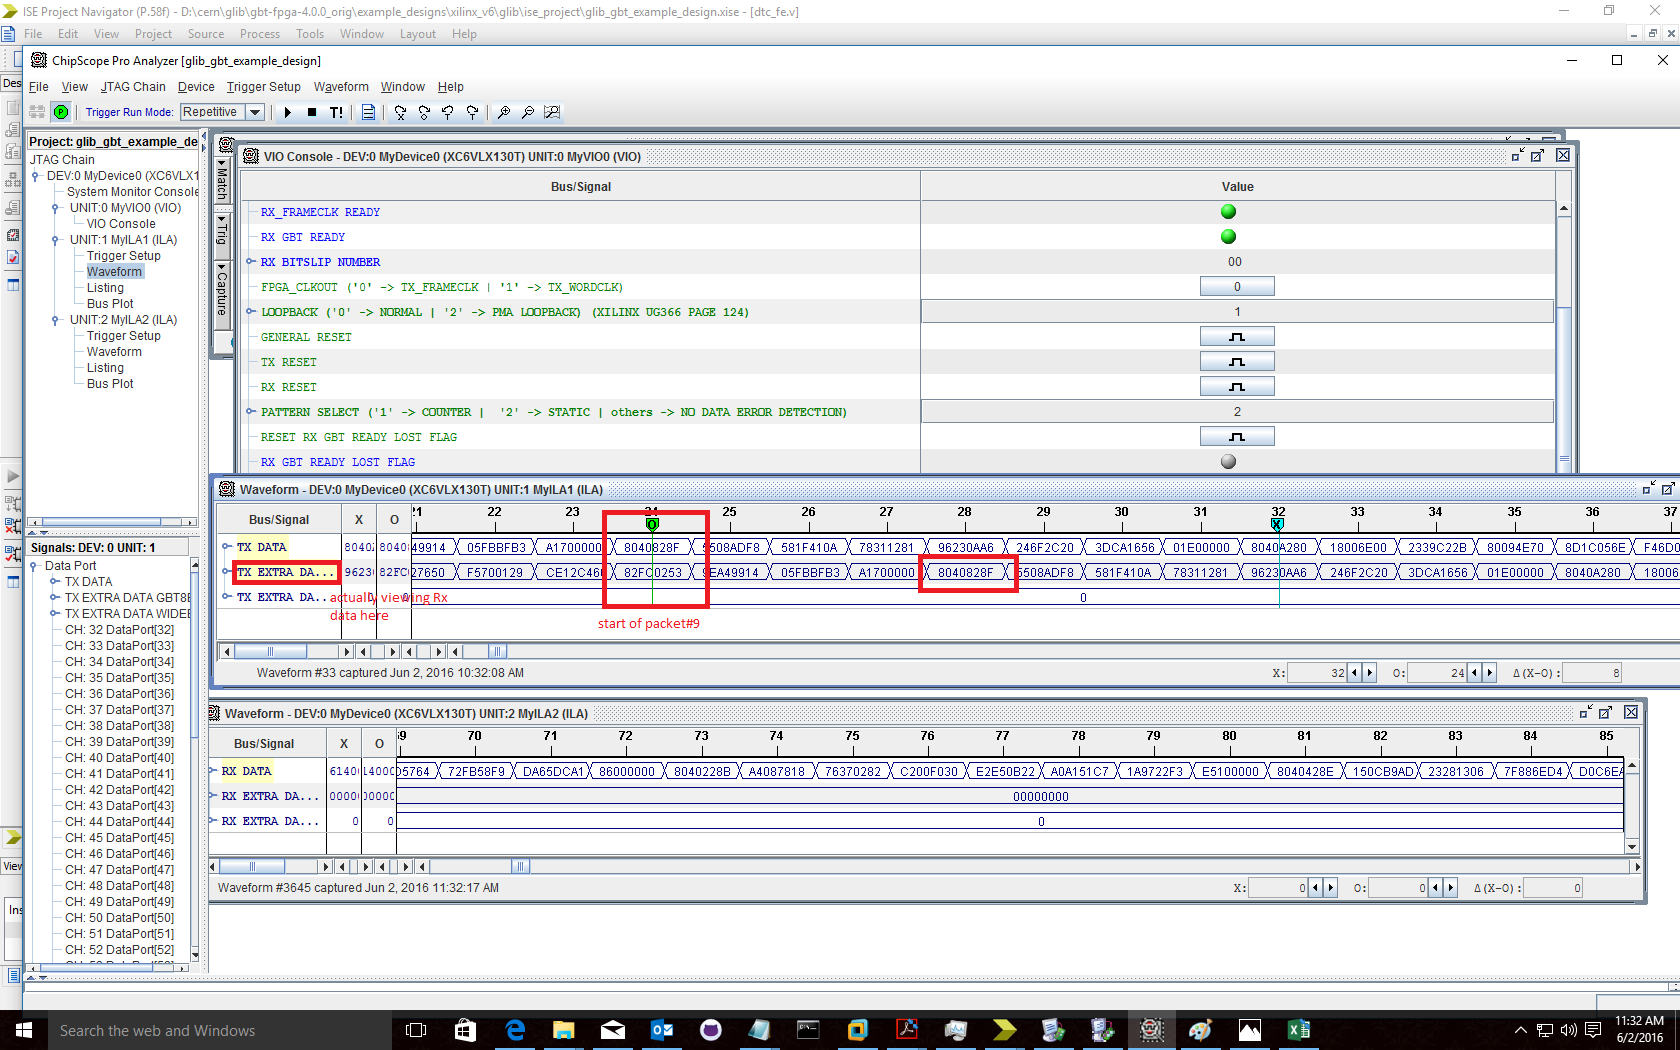 ISE Project Navigator (P.58f) - D:\cern\glib\gbt-fpga-4.0.0_orig\example_designs\xilinx_v6\glib\ise_project\glib_gbt_example_design.xise - [dtc_fe.v]
File Edit View Project Source Process Tools Window Layout Help
ChipScope Pro Analyzer [glib_gbt_example_design]
File View JTAG Chain Device Trigger Setup Waveform Window Help
Trigger Run Mode: Repetitive T!
Des
Project: glib_gbt_example_de
JTAG Chain
DEV:0 MyDevice0 (XC6VLX1
System Monitor Console
UNIT:0 MyVIO0 (VIO)
VIO Console
UNIT:1 MyILA1 (ILA)
Trigger Setup
Waveform
Listing
Bus Plot
UNIT:2 MyILA2 (ILA)
Trigger Setup
Waveform
Listing
Bus Plot
Match
Trig
Capture
VIO Console - DEV:0 MyDevice0 (XC6VLX130T) UNIT:0 MyVIO0 (VIO)
Bus/Signal Value
RX_FRAMECLK READY
RX GBT READY
RX BITSLIP NUMBER 00
FPGA_CLKOUT ('0' -> TX_FRAMECLK | '1' -> TX_WORDCLK) 0
LOOPBACK ('0' -> NORMAL | '2' -> PMA LOOPBACK) (XILINX UG366 PAGE 124) 1
GENERAL RESET
TX RESET
RX RESET
PATTERN SELECT ('1' -> COUNTER | '2' -> STATIC | others -> NO DATA ERROR DETECTION) 2
RESET RX GBT READY LOST FLAG
RX GBT READY LOST FLAG
Waveform - DEV:0 MyDevice0 (XC6VLX130T) UNIT:1 MyILA1 (ILA)
Bus/Signal X O 21 22 23 24 25 26 27 28 29 30 31 32 33 34 35 36 37
TX DATA 8040 8040 49914 05FBBFB3 A1700000 8040828F 5508ADF8 581F410A 78311281 96230AA6 246F2C20 3DCA1656 01E00000 8040A280 18006E00 2339C22B 80094E70 8D1C056E F46D0
TX EXTRA DA... 9623 82FC 27650 F5700129 CE12C46 82FC0253 9EA49914 05FBBFB3 A1700000 8040828F 5508ADF8 581F410A 78311281 96230AA6 246F2C20 3DCA1656 01E00000 8040A280 18006
TX EXTRA DA.. 0 0
actually viewing Rx
data here
start of packet#9
Waveform #33 captured Jun 2, 2016 10:32:08 AM X: 32 O: 24 Δ(X-O): 8
Signals: DEV: 0 UNIT: 1
Data Port
TX DATA
TX EXTRA DATA GBT8
TX EXTRA DATA WIDE
CH: 32 DataPort[32]
CH: 33 DataPort[33]
CH: 34 DataPort[34]
CH: 35 DataPort[35]
CH: 36 DataPort[36]
CH: 37 DataPort[37]
CH: 38 DataPort[38]
CH: 39 DataPort[39]
CH: 40 DataPort[40]
CH: 41 DataPort[41]
CH: 42 DataPort[42]
CH: 43 DataPort[43]
CH: 44 DataPort[44]
CH: 45 DataPort[45]
CH: 46 DataPort[46]
CH: 47 DataPort[47]
CH: 48 DataPort[48]
CH: 49 DataPort[49]
CH: 50 DataPort[50]
CH: 51 DataPort[51]
CH: 52 DataPort[52]
View
Ins
Waveform - DEV:0 MyDevice0 (XC6VLX130T) UNIT:2 MyILA2 (ILA)
Bus/Signal X O 69 70 71 72 73 74 75 76 77 78 79 80 81 82 83 84 85
RX DATA 6140 14000 D5764 72FB58F9 DA65DCA1 86000000 8040228B A4087818 76370282 C200F030 E2E50B22 A0A151C7 1A9722F3 E5100000 8040428E 150CB9AD 23281306 7F886ED4 D0C6EA
RX EXTRA DA... 0000 00000 00000000
RX EXTRA DA... 0 0 0
Waveform #3645 captured Jun 2, 2016 11:32:17 AM X: 0 O: 0 Δ(X-O): 0
Search the web and Windows
11:32 AM
6/2/2016